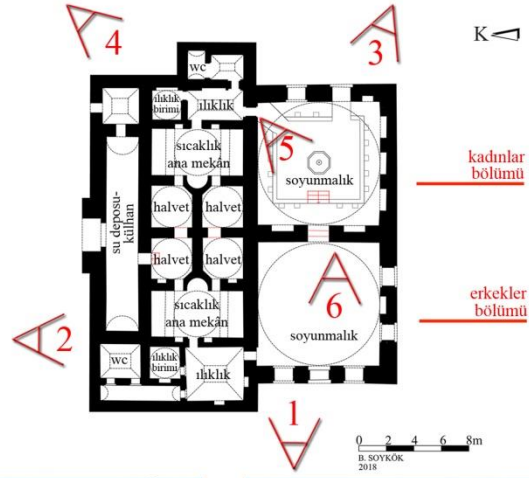 4
3
K
wc
ılıklık
birimi
ılıklık
sıcaklık
ana mekân
5
soyunmalık
kadınlar
bölümü
su deposu-
külhan
halvet
halvet
halvet
halvet
6
erkekler
bölümü
sıcaklık
ana mekân
soyunmalık
2
wc
ılıklık
birimi
ılıklık
1
0 2 4 6 8m
B. SOYKÖK
2018